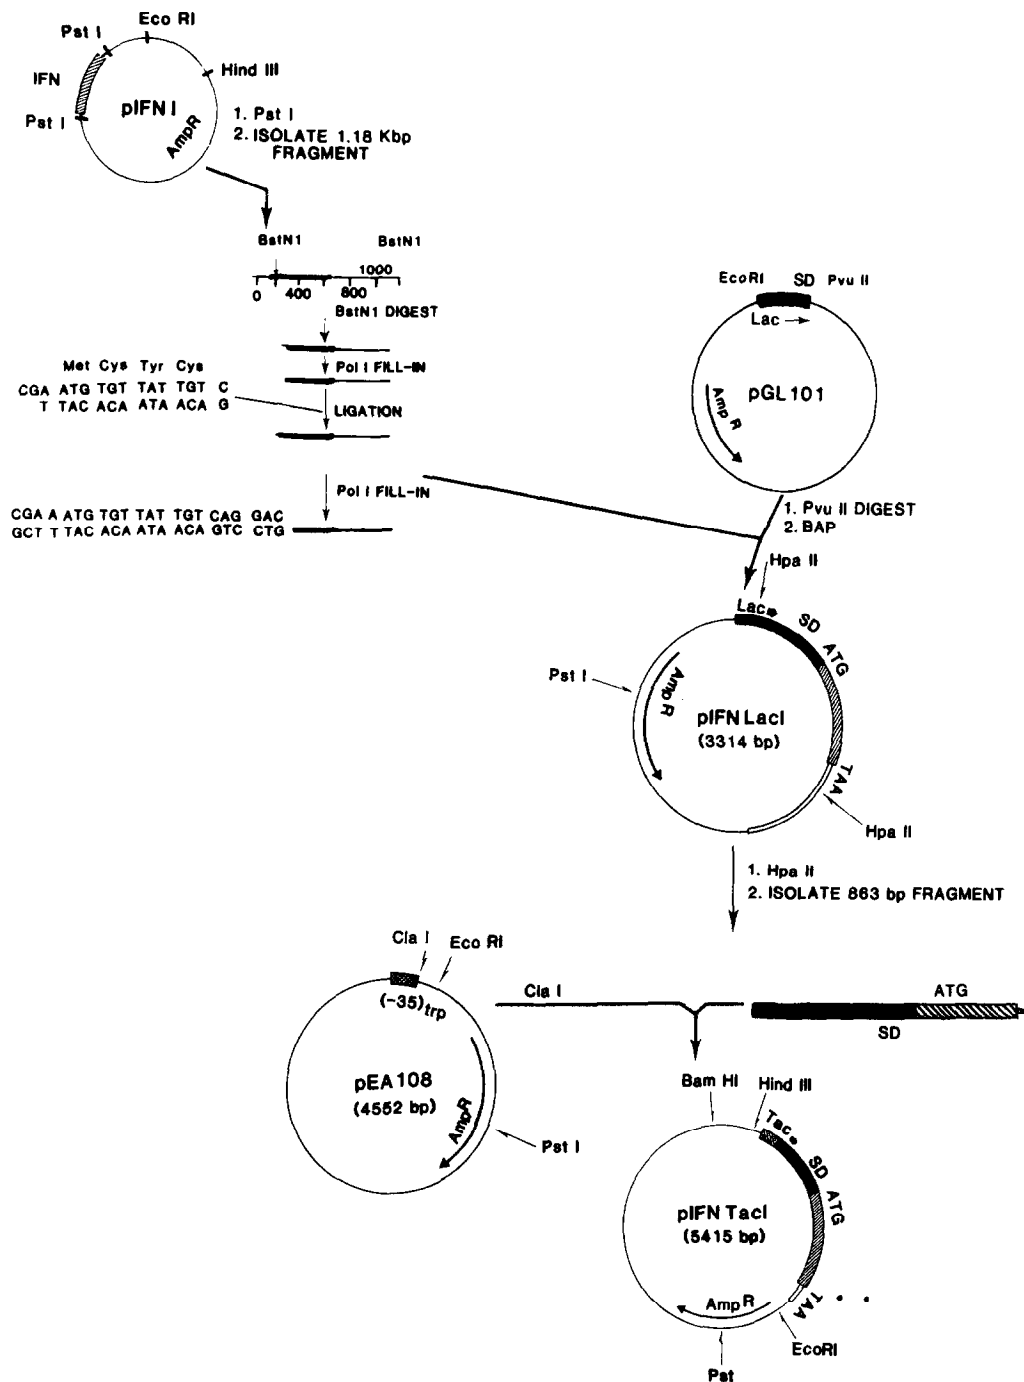 Pst I
Eco RI
Hind III
IFN
Pst I
pIFN I
AmpR
1. Pst I
2. ISOLATE 1.18 Kbp
FRAGMENT
BstN1
BstN1
1000
0
400
800
BstN1 DIGEST
Pol I FILL-IN
Met Cys Tyr Cys
CGA ATG TGT TAT TGT C
T TAC ACA ATA ACA G
LIGATION
Pol I FILL-IN
CGA A ATG TGT TAT TGT CAG GAC
GCT T TAC ACA ATA ACA GTC CTG
EcoRI SD Pvu II
Lac
pGL101
Amp R
1. Pvu II DIGEST
2. BAP
Hpa II
Lac
SD
ATG
Pst I
AmpR
pIFN LacI
(3314 bp)
TAA
Hpa II
1. Hpa II
2. ISOLATE 863 bp FRAGMENT
Cla I
Eco RI
(-35)trp
pEA108
(4552 bp)
AmpR
Pst I
Cla I
ATG
SD
Bam HI
Hind III
Tac
SD
ATG
pIFN TacI
(5415 bp)
AmpR
TAA
EcoRI
Pst